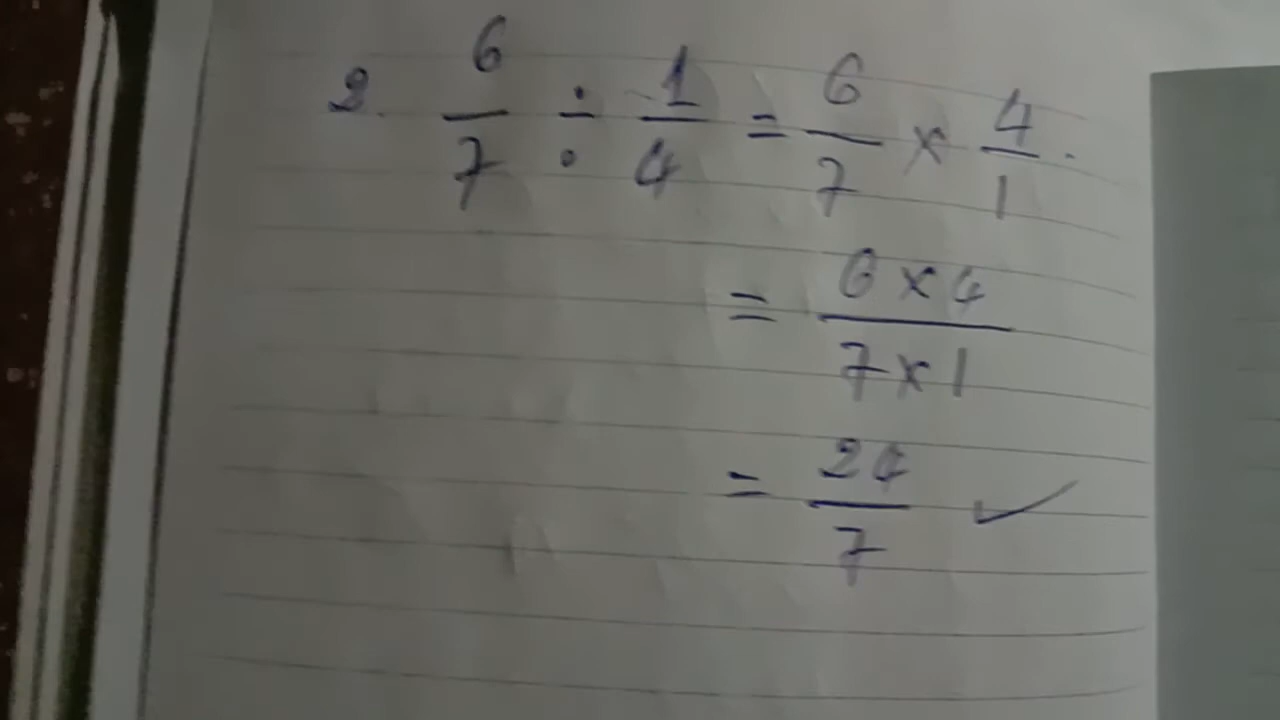 2. 6/7 ÷ 1/4 = 6/7 × 4/1.
= 6×4/7×1
= 24/7 ✓